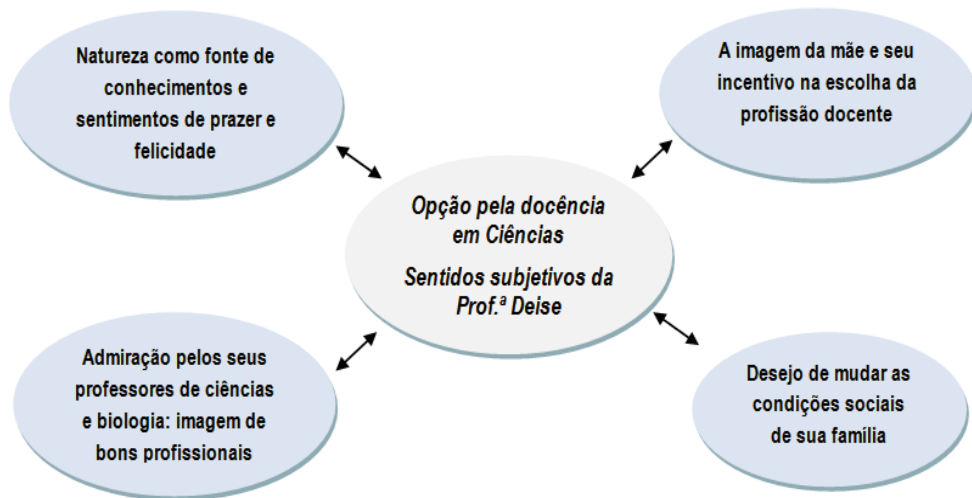 Natureza como fonte de
conhecimentos e
sentimentos de prazer e
felicidade
A imagem da mãe e seu
incentivo na escolha da
profissão docente
Opção pela docência
em Ciências
Sentidos subjetivos da
Prof.ª Deise
Admiração pelos seus
professores de ciências
e biologia: imagem de
bons profissionais
Desejo de mudar as
condições sociais
de sua família